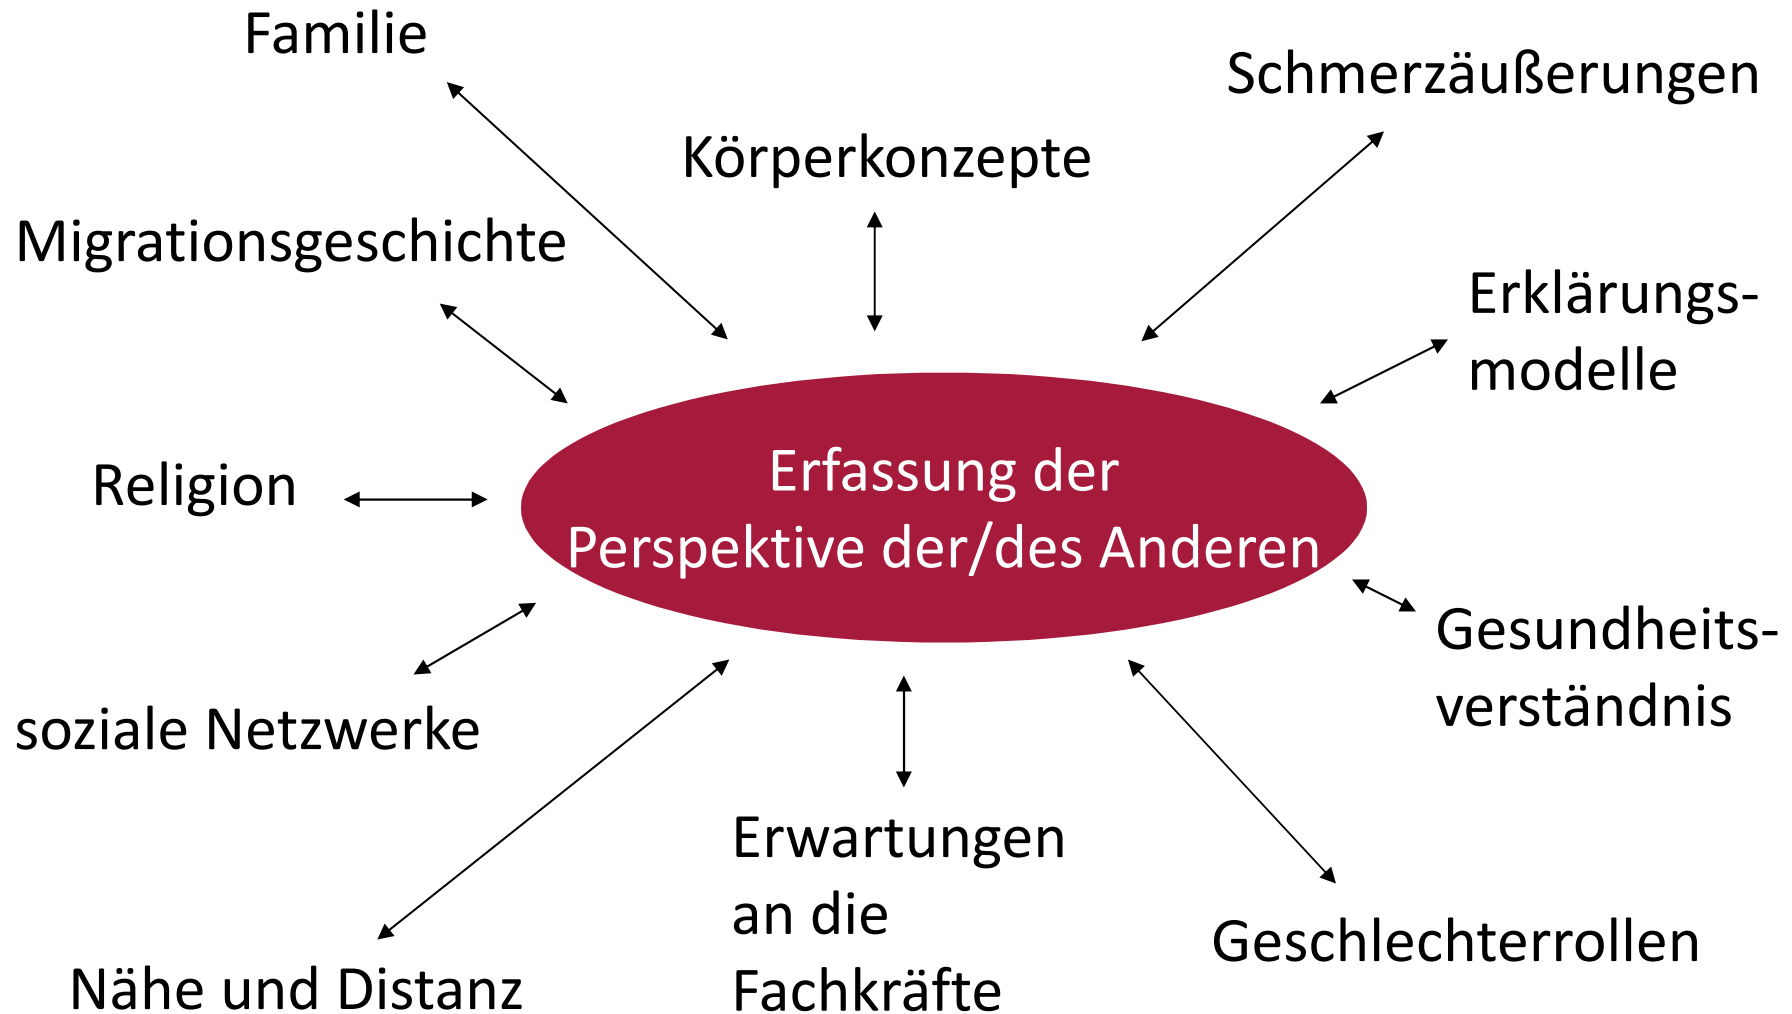 Familie
Schmerzäußerungen
Körperkonzepte
Migrationsgeschichte
Erklärungs-
modelle
Religion
Erfassung der
Perspektive der/des Anderen
Gesundheits-
verständnis
soziale Netzwerke
Erwartungen
an die
Fachkräfte
Geschlechterrollen
Nähe und Distanz